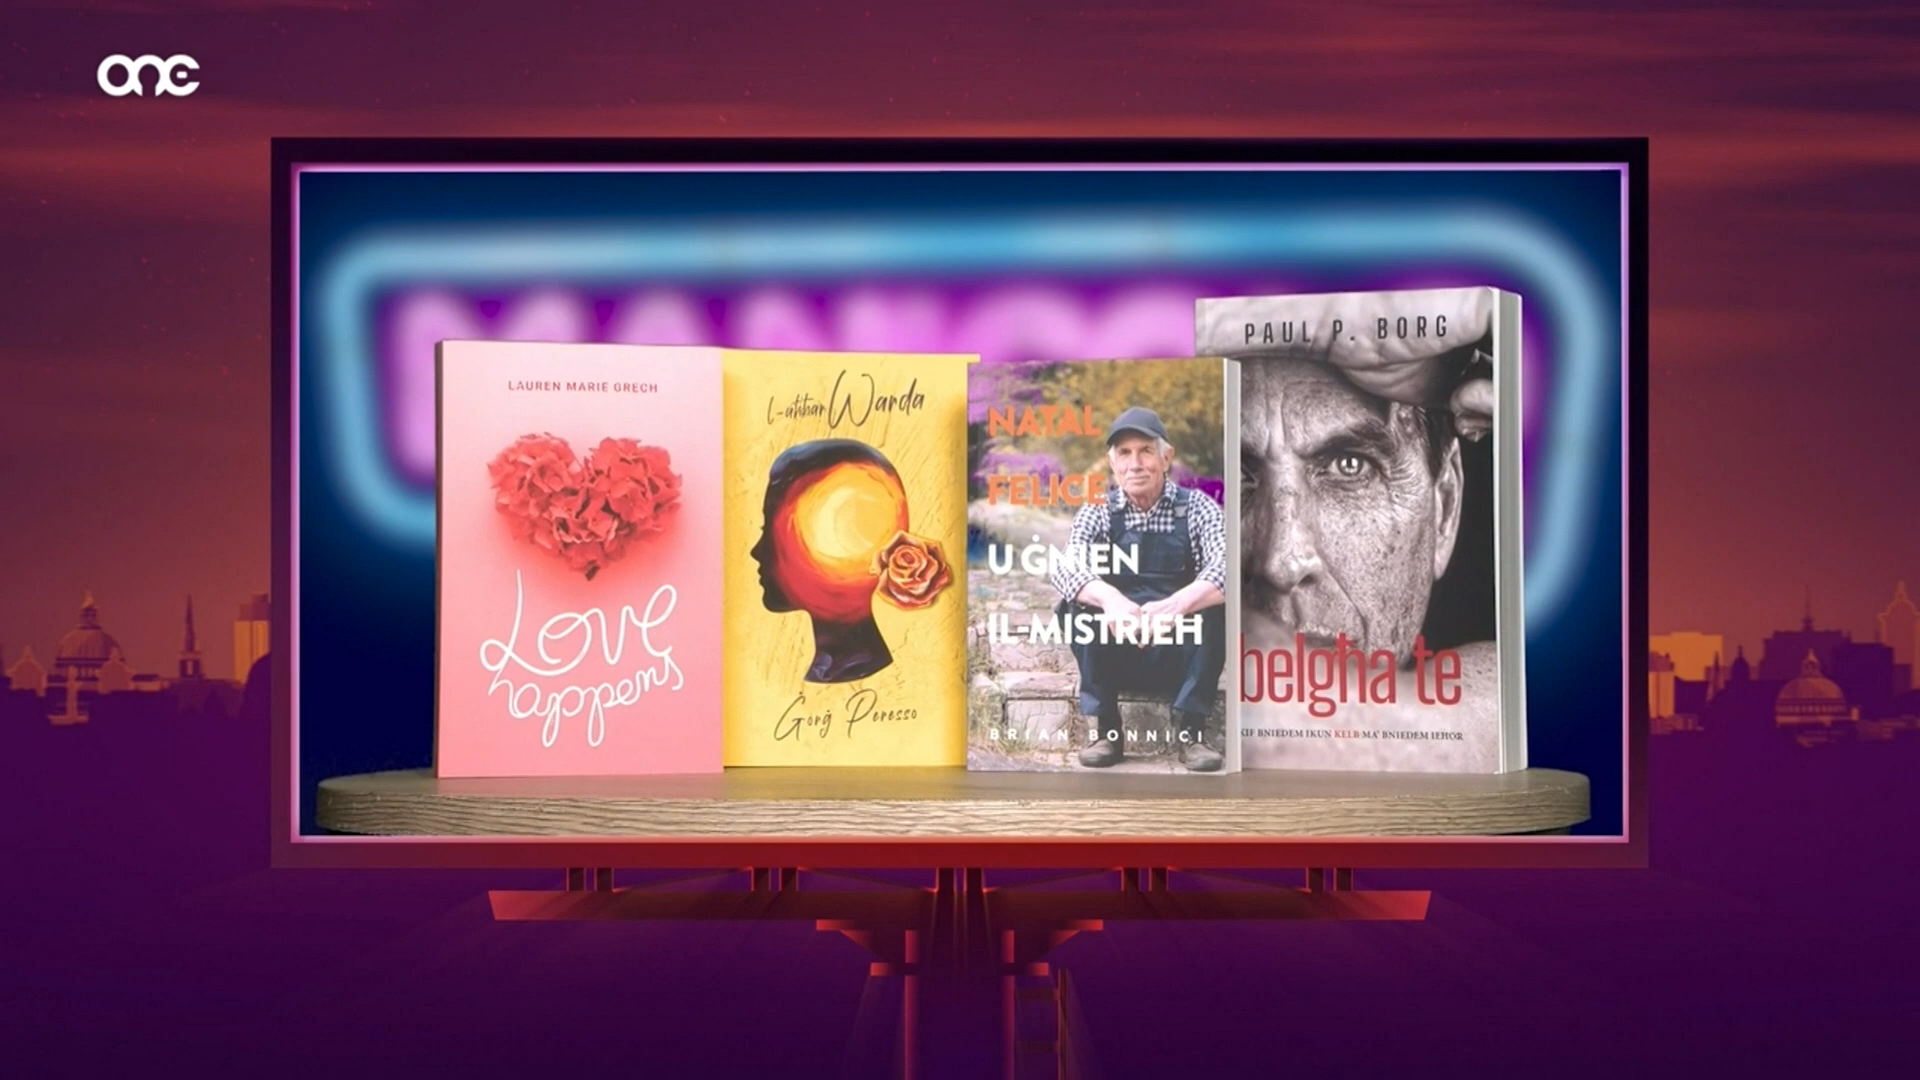 one
LAUREN MARIE GRECH
Love
happens
l-aħħar Warda
Ġorġ Peresso
NATAL
FELICE
U ĠNIEN
IL-MISTRIEĦ
BRIAN BONNICI
PAUL P. BORG
belgħa te
KIF BNIEDEM IKUN KELB MA' BNIEDEM IEĦOR